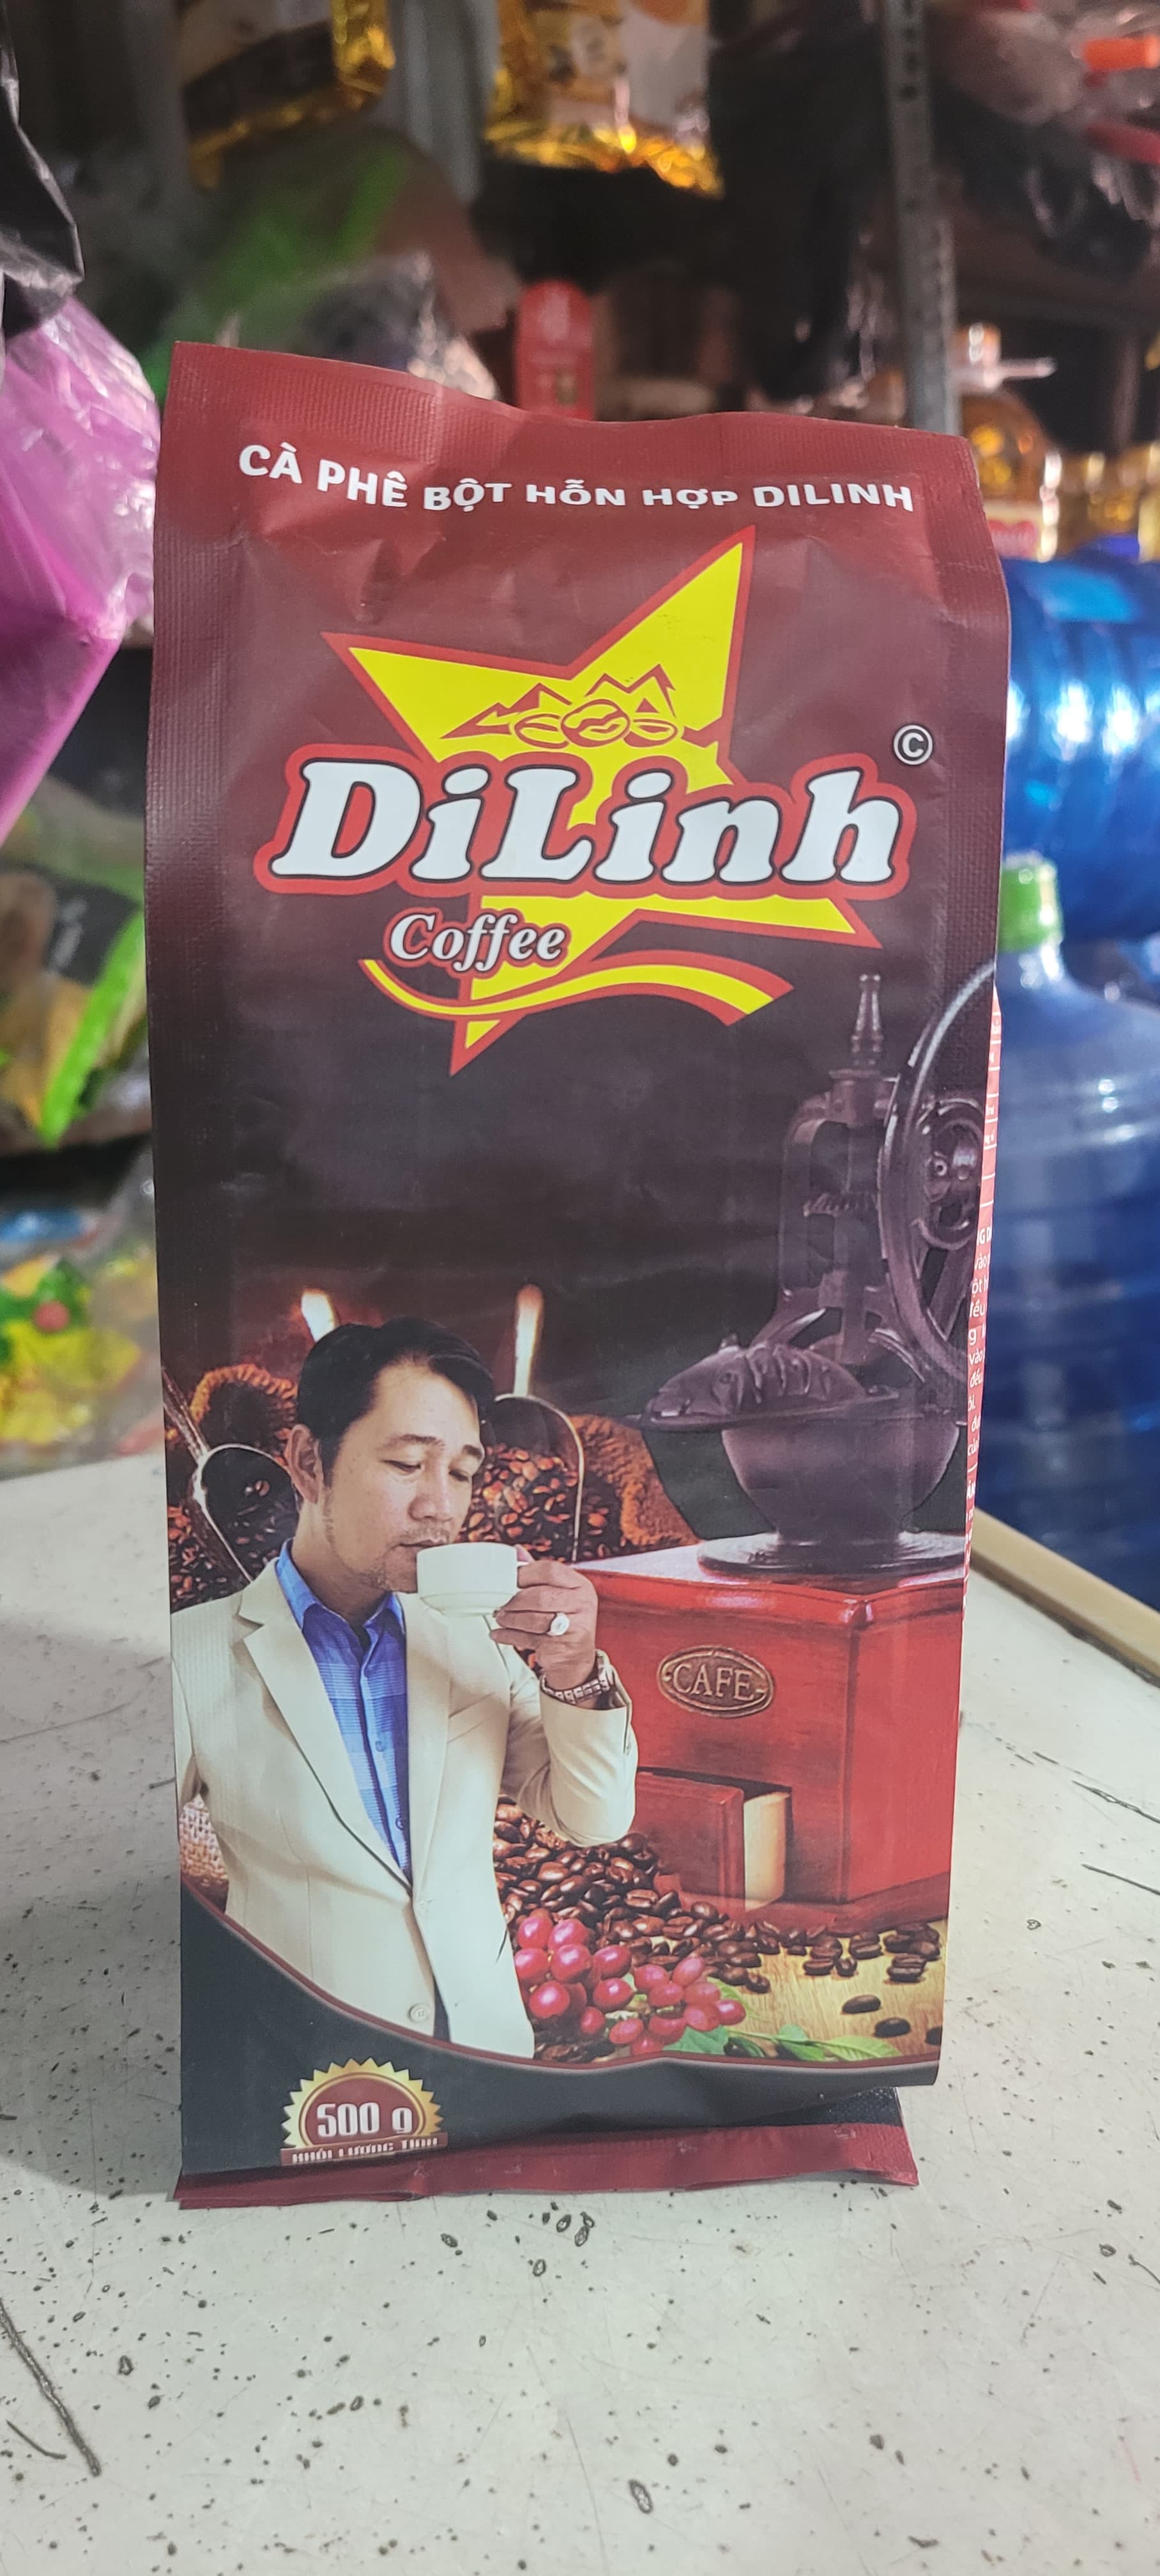 CÀ PHÊ BỘT HỖN HỢP DILINH
©
DiLinh
Coffee
CAFE
500 g
KHỐI LƯỢNG TỊNH